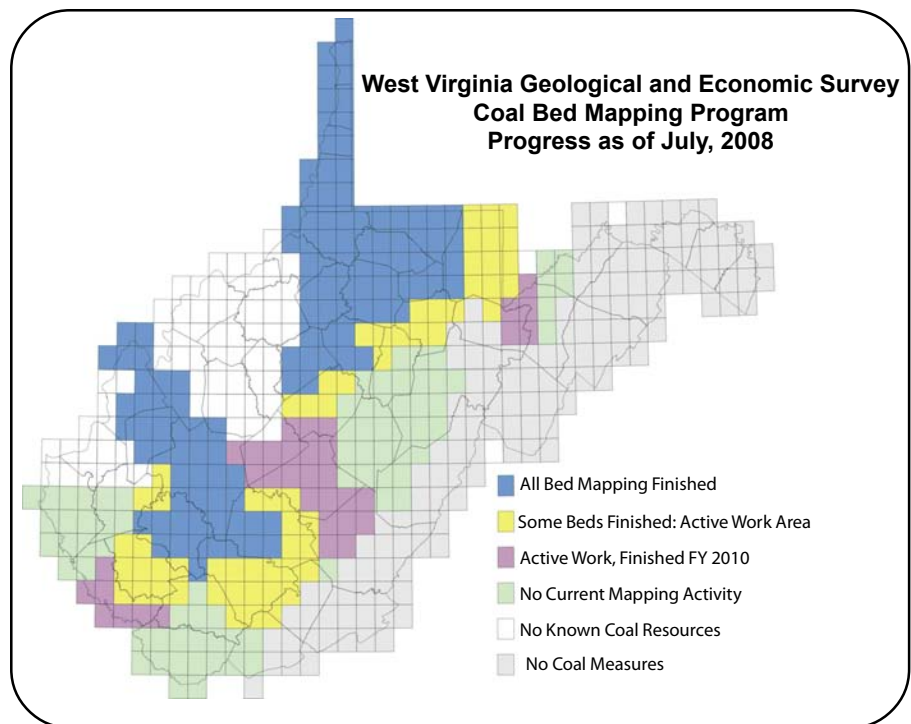 West Virginia Geological and Economic Survey
Coal Bed Mapping Program
Progress as of July, 2008
All Bed Mapping Finished
Some Beds Finished: Active Work Area
Active Work, Finished FY 2010
No Current Mapping Activity
No Known Coal Resources
No Coal Measures